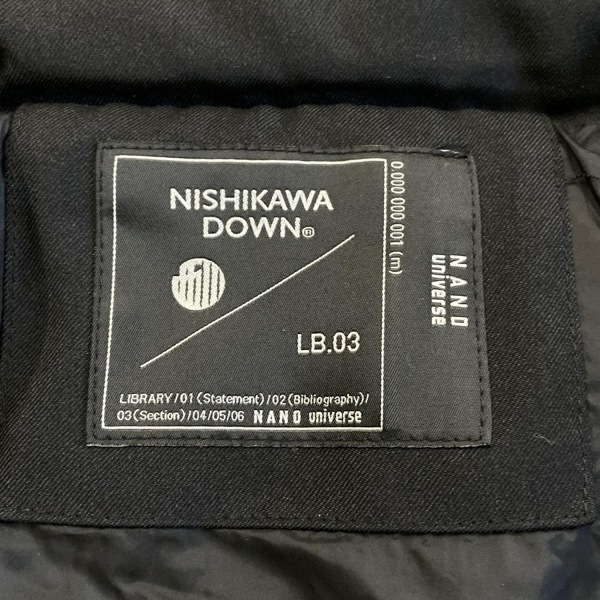 NISHIKAWA
DOWN®
LB.03
LIBRARY/01(Statement)/02(Bibliography)/
03(Section)/04/05/06 NANO universe
0.000 000 001 (m)
NANO
universe